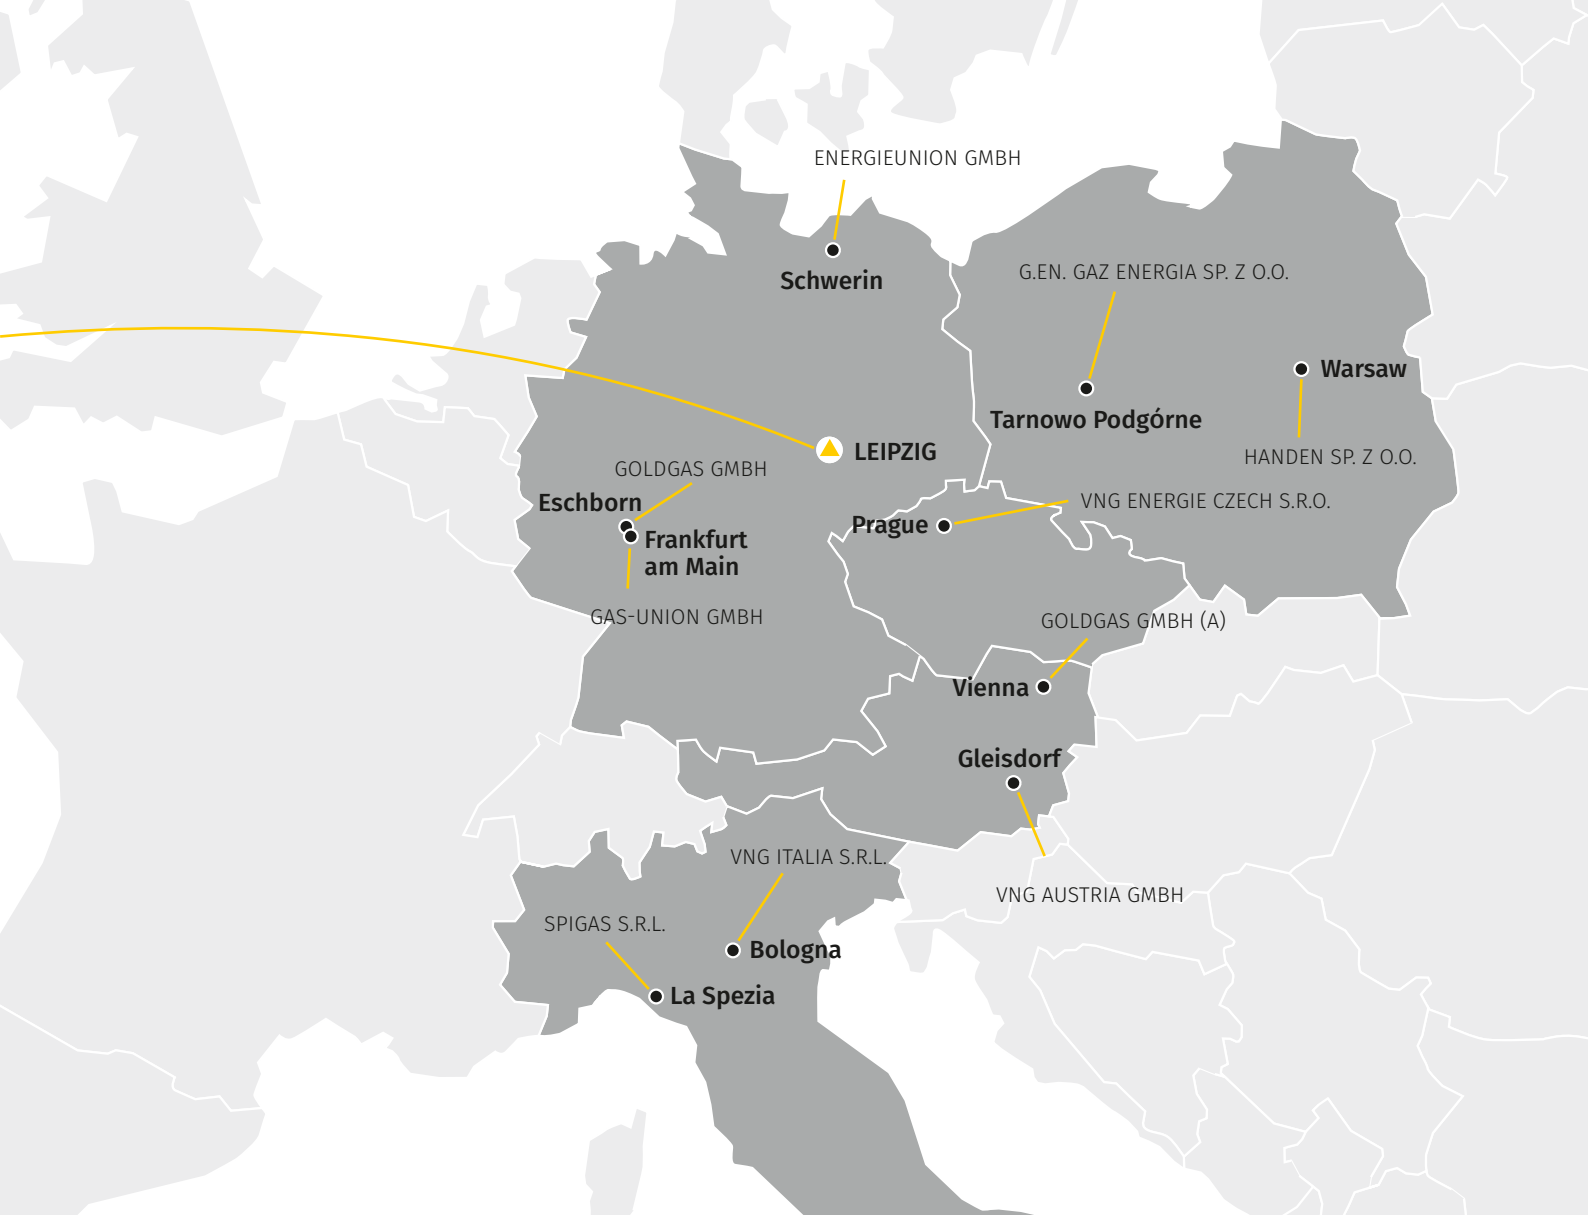 ENERGIEUNION GMBH
Schwerin
G.EN. GAZ ENERGIA SP. Z O.O.
Warsaw
Tarnowo Podgórne
HANDEN SP. Z O.O.
LEIPZIG
GOLDGAS GMBH
Eschborn
Frankfurt
am Main
GAS-UNION GMBH
VNG ENERGIE CZECH S.R.O.
Prague
GOLDGAS GMBH (A)
Vienna
Gleisdorf
VNG AUSTRIA GMBH
VNG ITALIA S.R.L.
SPIGAS S.R.L.
Bologna
La Spezia